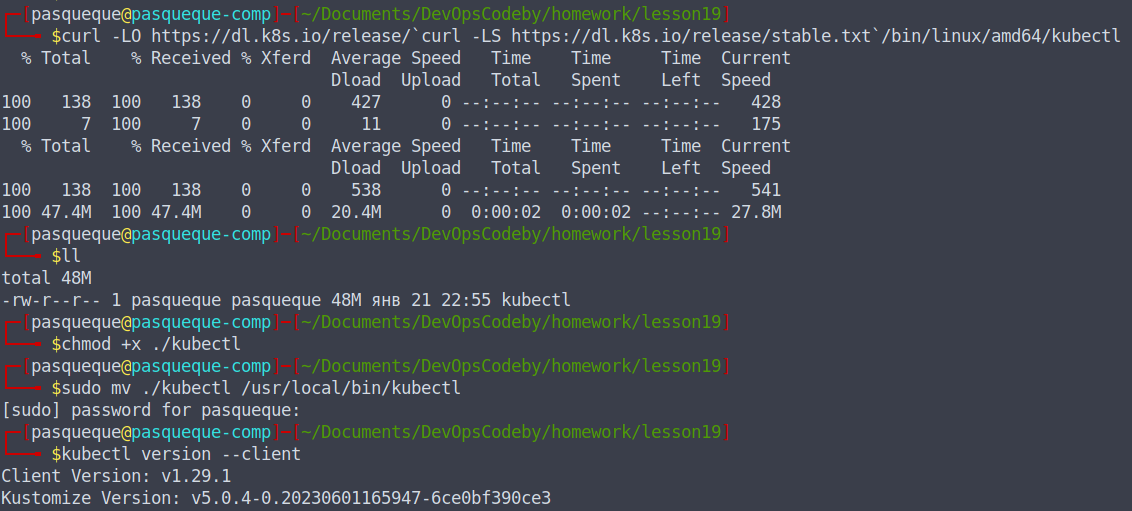 ┌─[pasqueque@pasqueque-comp]─[~/Documents/DevOpsCodeby/homework/lesson19]
└──╼ $curl -LO https://dl.k8s.io/release/`curl -LS https://dl.k8s.io/release/stable.txt`/bin/linux/amd64/kubectl
  % Total    % Received % Xferd  Average Speed   Time    Time     Time  Current
                                 Dload  Upload   Total   Spent    Left  Speed
100   138  100   138    0     0    427      0 --:--:-- --:--:-- --:--:--   428
100     7  100     7    0     0     11      0 --:--:-- --:--:-- --:--:--   175
  % Total    % Received % Xferd  Average Speed   Time    Time     Time  Current
                                 Dload  Upload   Total   Spent    Left  Speed
100   138  100   138    0     0    538      0 --:--:-- --:--:-- --:--:--   541
100 47.4M  100 47.4M    0     0  20.4M      0  0:00:02  0:00:02 --:--:-- 27.8M
┌─[pasqueque@pasqueque-comp]─[~/Documents/DevOpsCodeby/homework/lesson19]
└──╼ $ll
total 48M
-rw-r--r-- 1 pasqueque pasqueque 48M янв 21 22:55 kubectl
┌─[pasqueque@pasqueque-comp]─[~/Documents/DevOpsCodeby/homework/lesson19]
└──╼ $chmod +x ./kubectl
┌─[pasqueque@pasqueque-comp]─[~/Documents/DevOpsCodeby/homework/lesson19]
└──╼ $sudo mv ./kubectl /usr/local/bin/kubectl
[sudo] password for pasqueque:
┌─[pasqueque@pasqueque-comp]─[~/Documents/DevOpsCodeby/homework/lesson19]
└──╼ $kubectl version --client
Client Version: v1.29.1
Kustomize Version: v5.0.4-0.20230601165947-6ce0bf390ce3